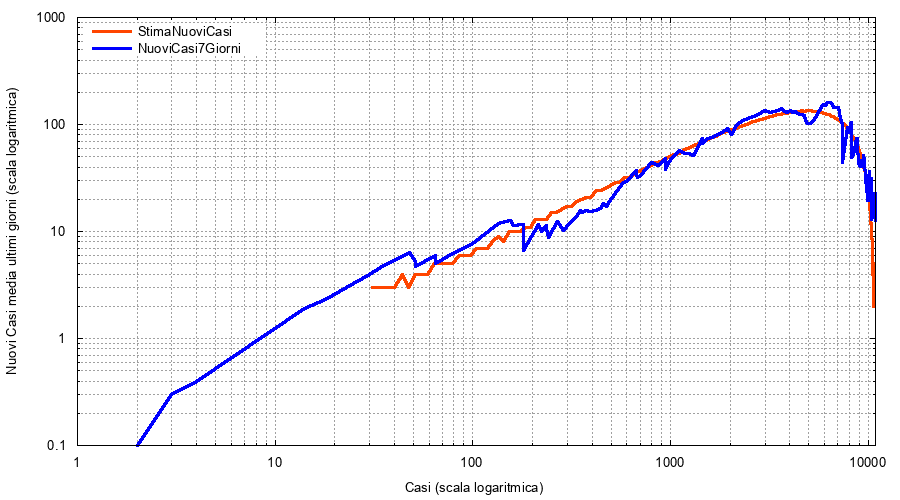 1000
100
10
1
0.1
StimaNuoviCasi
NuoviCasi7Giorni
Nuovi Casi media ultimi giorni (scala logaritmica)
1 10 100 1000 10000
Casi (scala logaritmica)